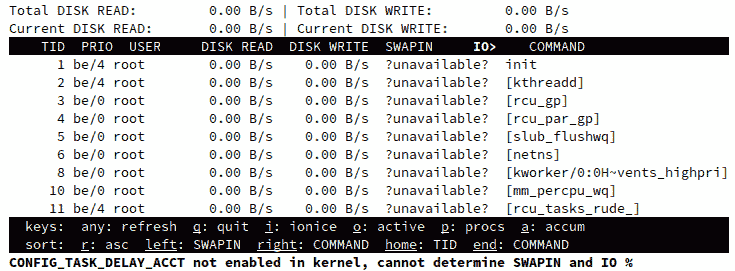 Total DISK READ:         0.00 B/s | Total DISK WRITE:         0.00 B/s
Current DISK READ:       0.00 B/s | Current DISK WRITE:       0.00 B/s
    TID  PRIO  USER     DISK READ  DISK WRITE  SWAPIN     IO>    COMMAND
      1 be/4 root        0.00 B/s    0.00 B/s  ?unavailable?  init
      2 be/4 root        0.00 B/s    0.00 B/s  ?unavailable?  [kthreadd]
      3 be/0 root        0.00 B/s    0.00 B/s  ?unavailable?  [rcu_gp]
      4 be/0 root        0.00 B/s    0.00 B/s  ?unavailable?  [rcu_par_gp]
      5 be/0 root        0.00 B/s    0.00 B/s  ?unavailable?  [slub_flushwq]
      6 be/0 root        0.00 B/s    0.00 B/s  ?unavailable?  [netns]
      8 be/0 root        0.00 B/s    0.00 B/s  ?unavailable?  [kworker/0:0H~vents_highpri]
     10 be/0 root        0.00 B/s    0.00 B/s  ?unavailable?  [mm_percpu_wq]
     11 be/4 root        0.00 B/s    0.00 B/s  ?unavailable?  [rcu_tasks_rude_]
  keys:  any: refresh  q: quit  i: ionice  o: active  p: procs  a: accum
  sort:  r: asc  left: SWAPIN  right: COMMAND  home: TID  end: COMMAND
CONFIG_TASK_DELAY_ACCT not enabled in kernel, cannot determine SWAPIN and IO %